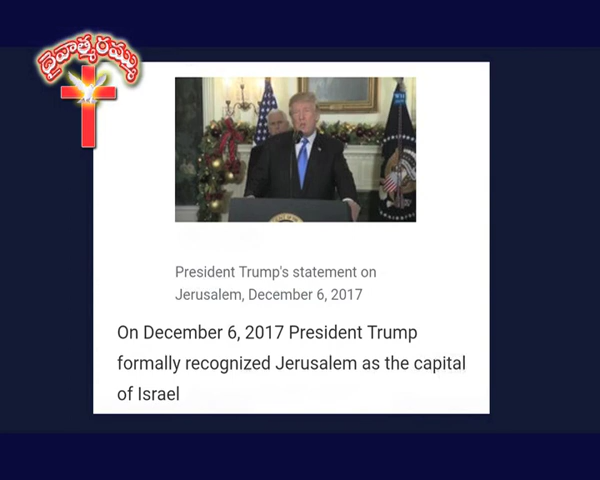 దైవాత్మరమ్ము
President Trump's statement on
Jerusalem, December 6, 2017
On December 6, 2017 President Trump
formally recognized Jerusalem as the capital
of Israel